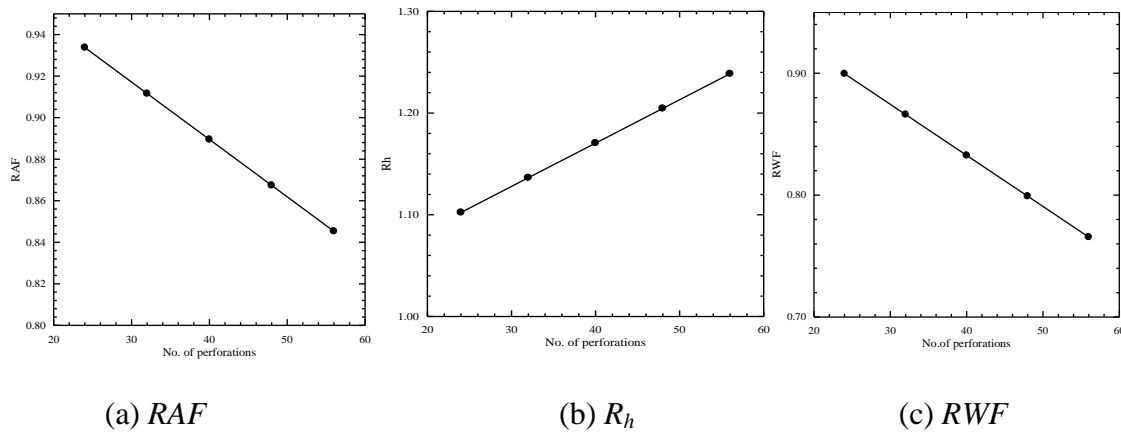 0.94
0.92
0.90
0.88
0.86
0.84
0.82
0.80
RAF
20 30 40 50 60
No. of perforations
(a) RAF
1.30
1.20
1.10
1.00
Rh
20 30 40 50 60
No. of perforations
(b) Rh
0.90
0.80
0.70
RWF
20 30 40 50 60
No.of perforations
(c) RWF